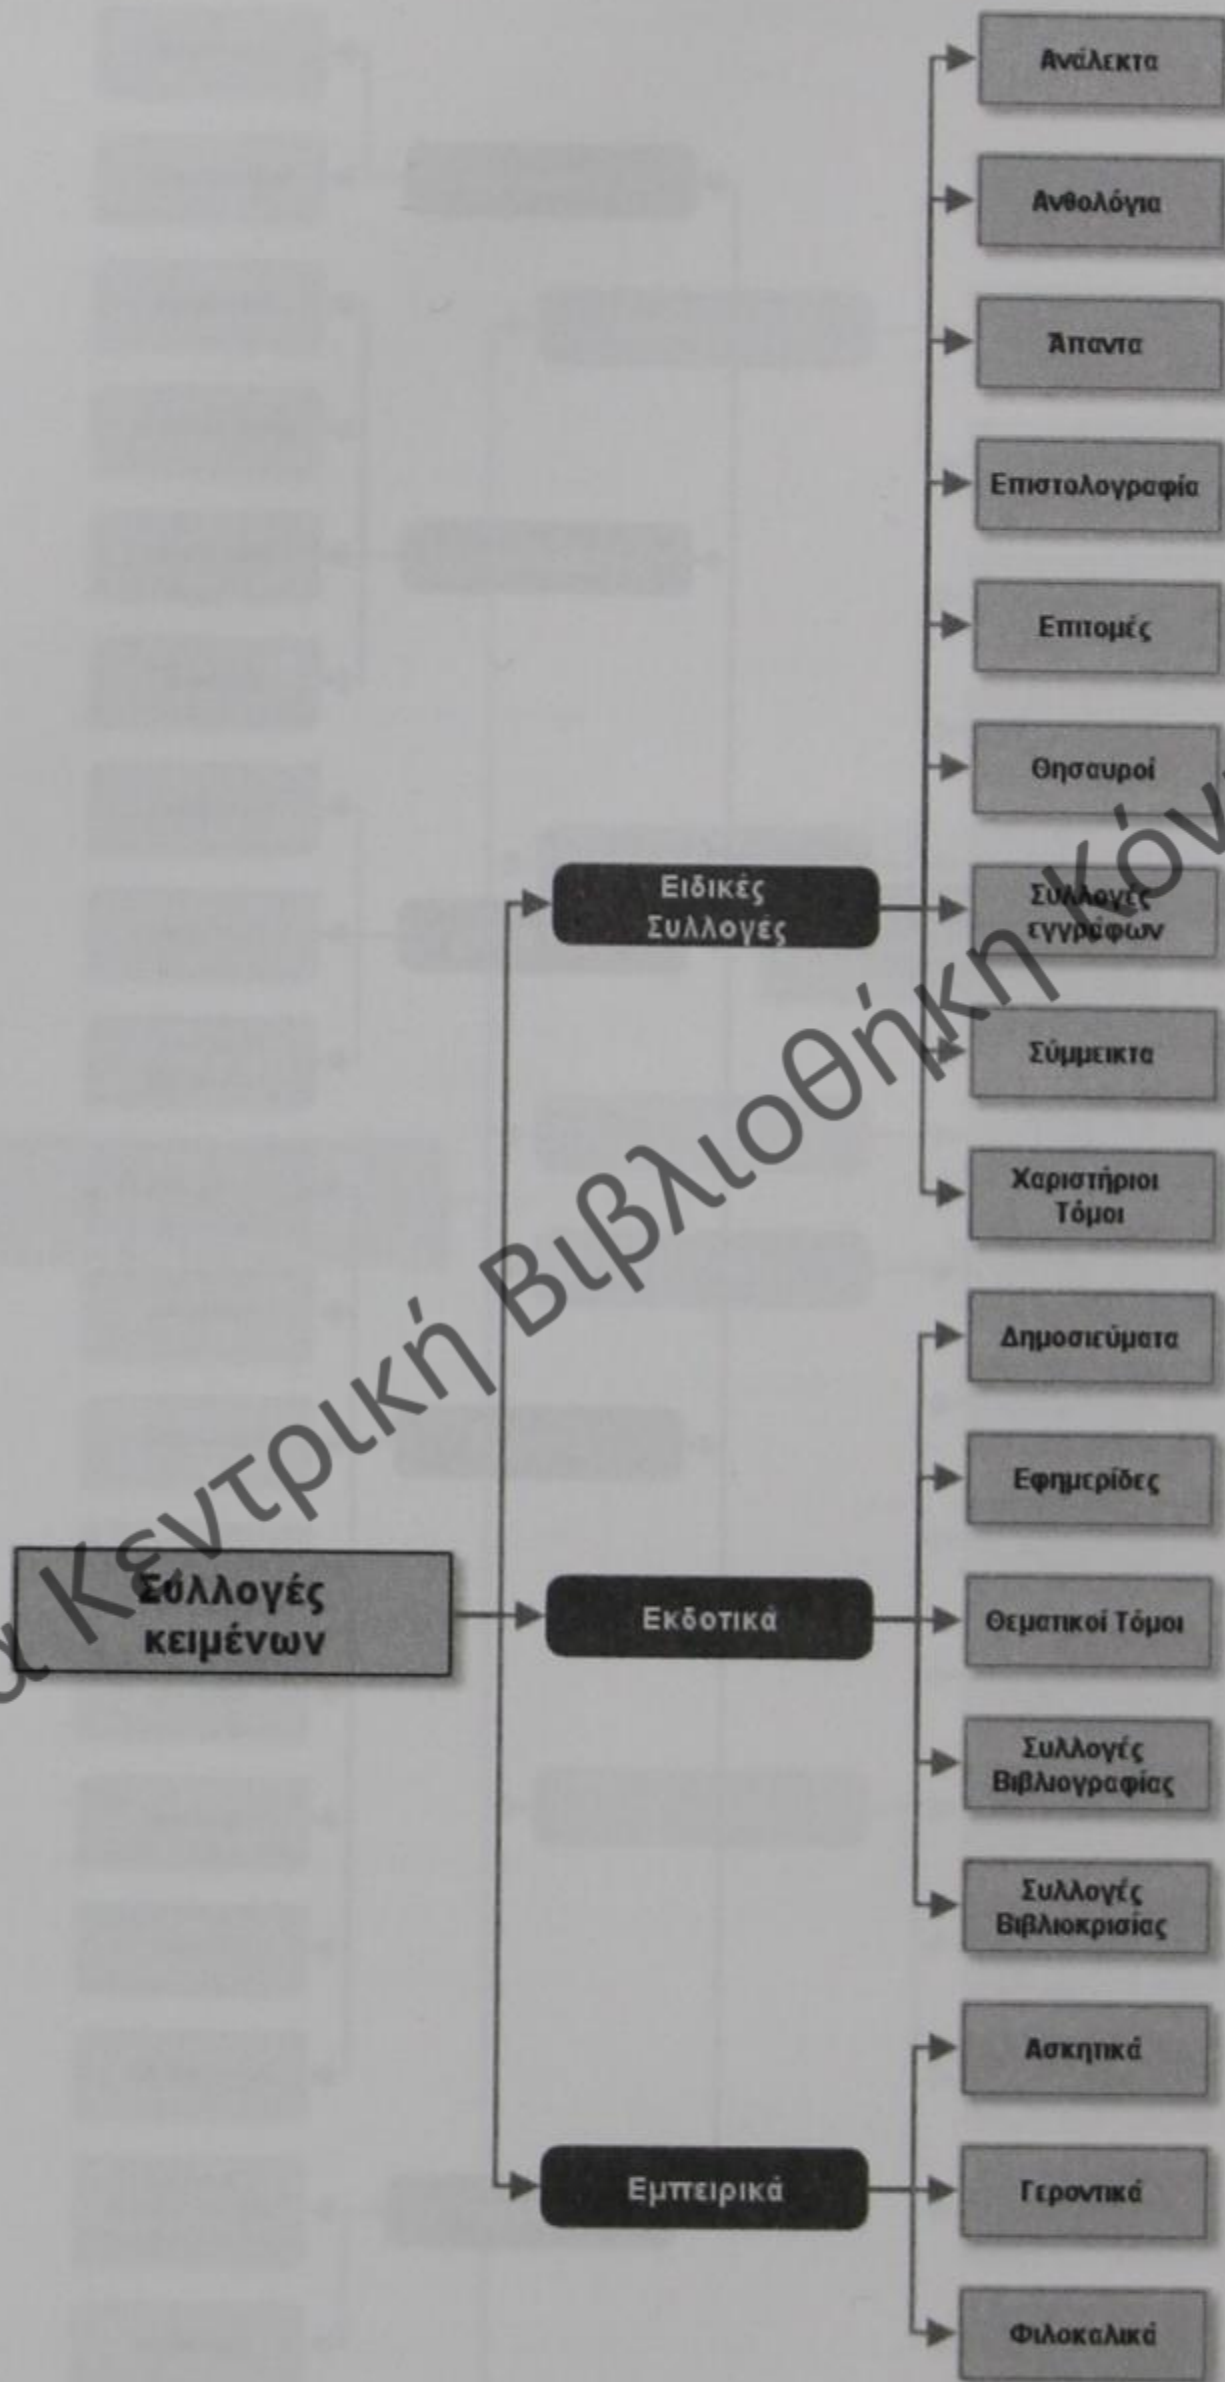 Ανάλεκτα
Ανθολόγια
Άπαντα
Επιστολογραφία
Επιτομές
Θησαυροί
Ειδικές
Συλλογές
Συλλογές
εγγράφων
Σύμμεικτα
Χαριστήριοι
Τόμοι
Δημοσιεύματα
Εφημερίδες
Συλλογές
κειμένων
Εκδοτικά
Θεματικοί Τόμοι
Συλλογές
Βιβλιογραφίας
Συλλογές
Βιβλιοκρισίας
Ασκητικά
Εμπειρικά
Γεροντικά
Φιλοκαλικά
Κεντρική Βιβλιοθήκη